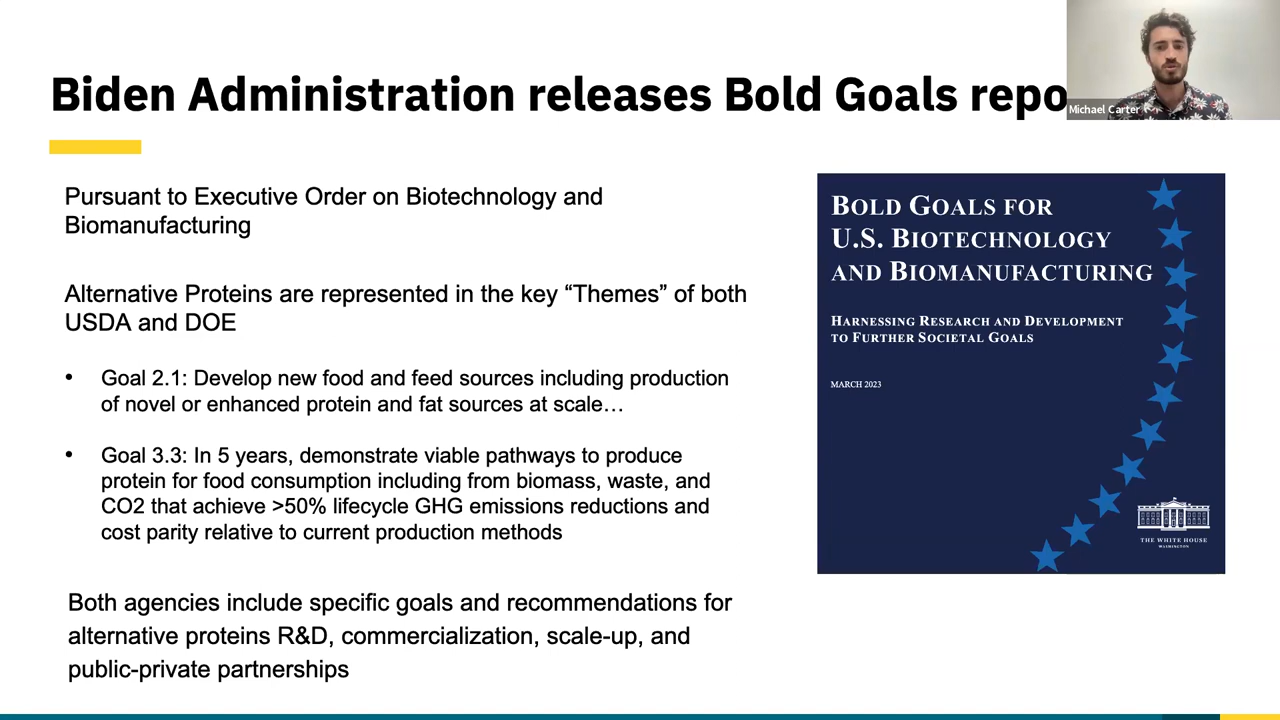 Biden Administration releases Bold Goals repo
Michael Carter
Pursuant to Executive Order on Biotechnology and
Biomanufacturing
Alternative Proteins are represented in the key “Themes” of both
USDA and DOE
• Goal 2.1: Develop new food and feed sources including production
of novel or enhanced protein and fat sources at scale…
• Goal 3.3: In 5 years, demonstrate viable pathways to produce
protein for food consumption including from biomass, waste, and
CO2 that achieve >50% lifecycle GHG emissions reductions and
cost parity relative to current production methods
Both agencies include specific goals and recommendations for
alternative proteins R&D, commercialization, scale-up, and
public-private partnerships
BOLD GOALS FOR
U.S. BIOTECHNOLOGY
AND BIOMANUFACTURING
HARNESSING RESEARCH AND DEVELOPMENT
TO FURTHER SOCIETAL GOALS
MARCH 2023
THE WHITE HOUSE
WASHINGTON